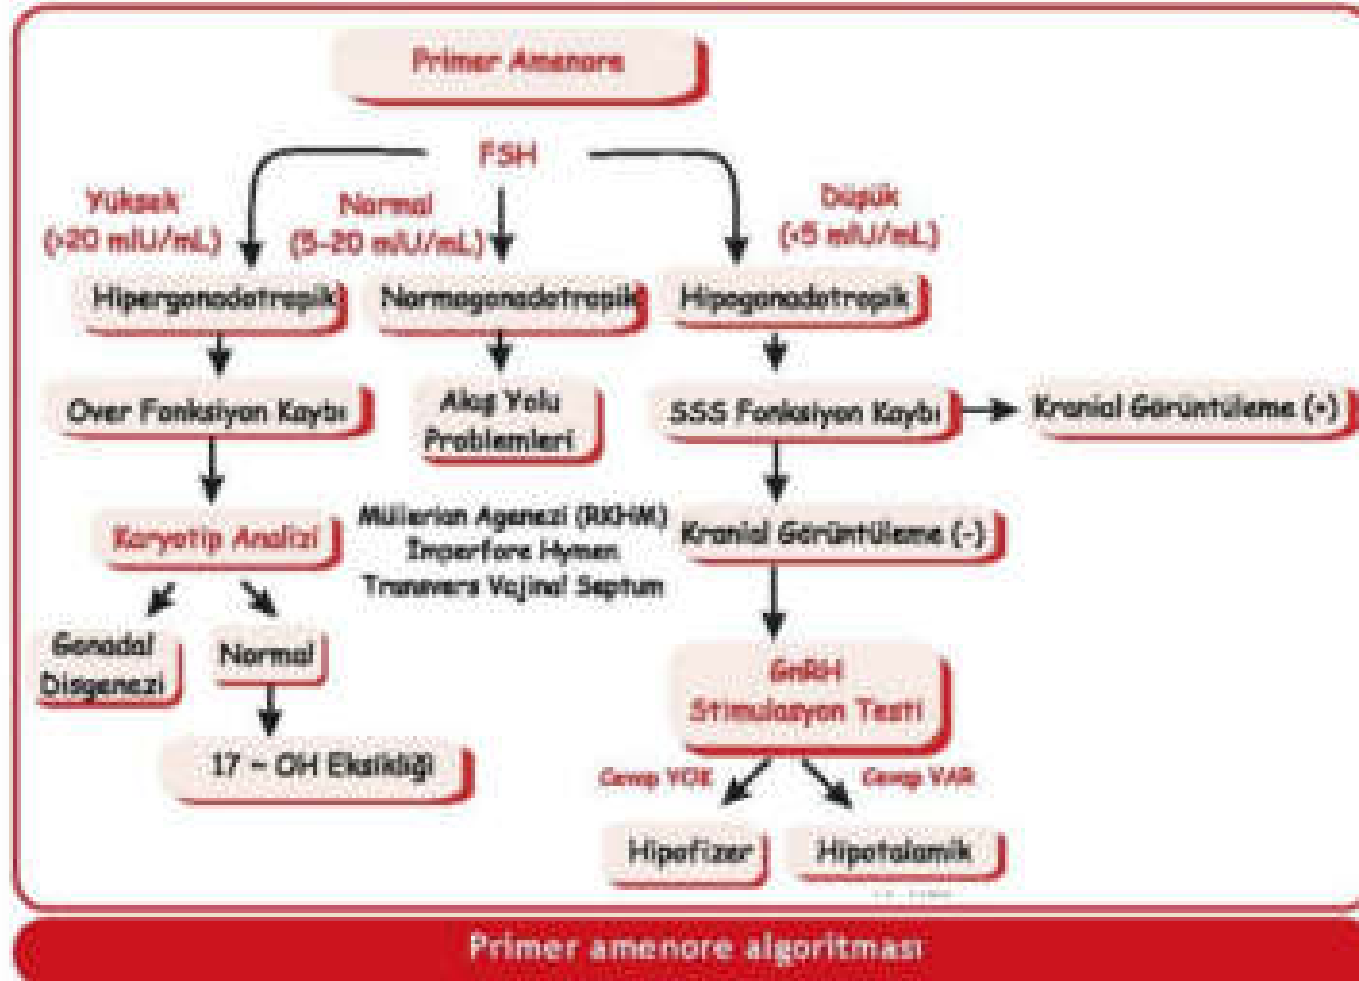 Primer Amenore
FSH
Yüksek
(>20 mIU/mL)
Normal
(5-20 mIU/mL)
Düşük
(<5 mIU/mL)
Hipergonadotropik
Normogonadotropik
Hipogonadotropik
Over Fonksiyon Kaybı
Akış Yolu
Problemleri
SSS Fonksiyon Kaybı
Kranial Görüntüleme (+)
Karyotip Analizi
Müllerian Agenezi (RKHM)
İmperfore Hymen
Transvers Vajinal Septum
Kranial Görüntüleme (-)
Gonadal
Disgenezi
Normal
GnRH
Stimulasyon Testi
17 - OH Eksikliği
Cevap YOK
Cevap VAR
Hipofizer
Hipotalamik
Primer amenore algoritması